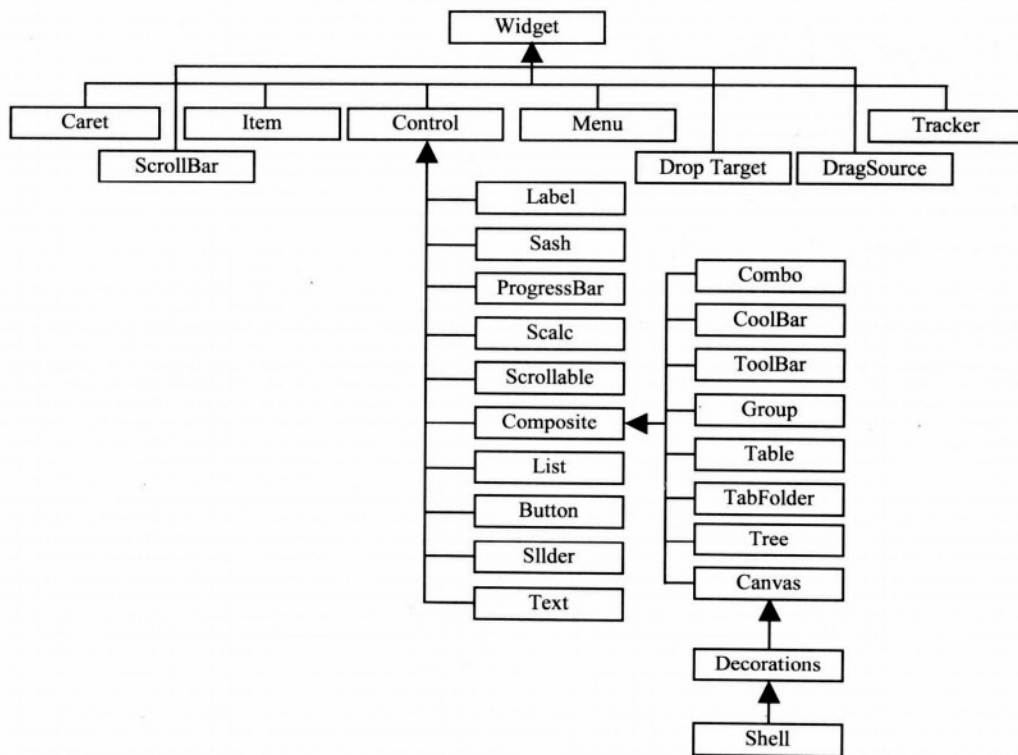 Widget
Caret
Item
Control
Menu
Tracker
ScrollBar
Drop Target
DragSource
Label
Sash
ProgressBar
Scalc
Scrollable
Composite
List
Button
Sllder
Text
Combo
CoolBar
ToolBar
Group
Table
TabFolder
Tree
Canvas
Decorations
Shell